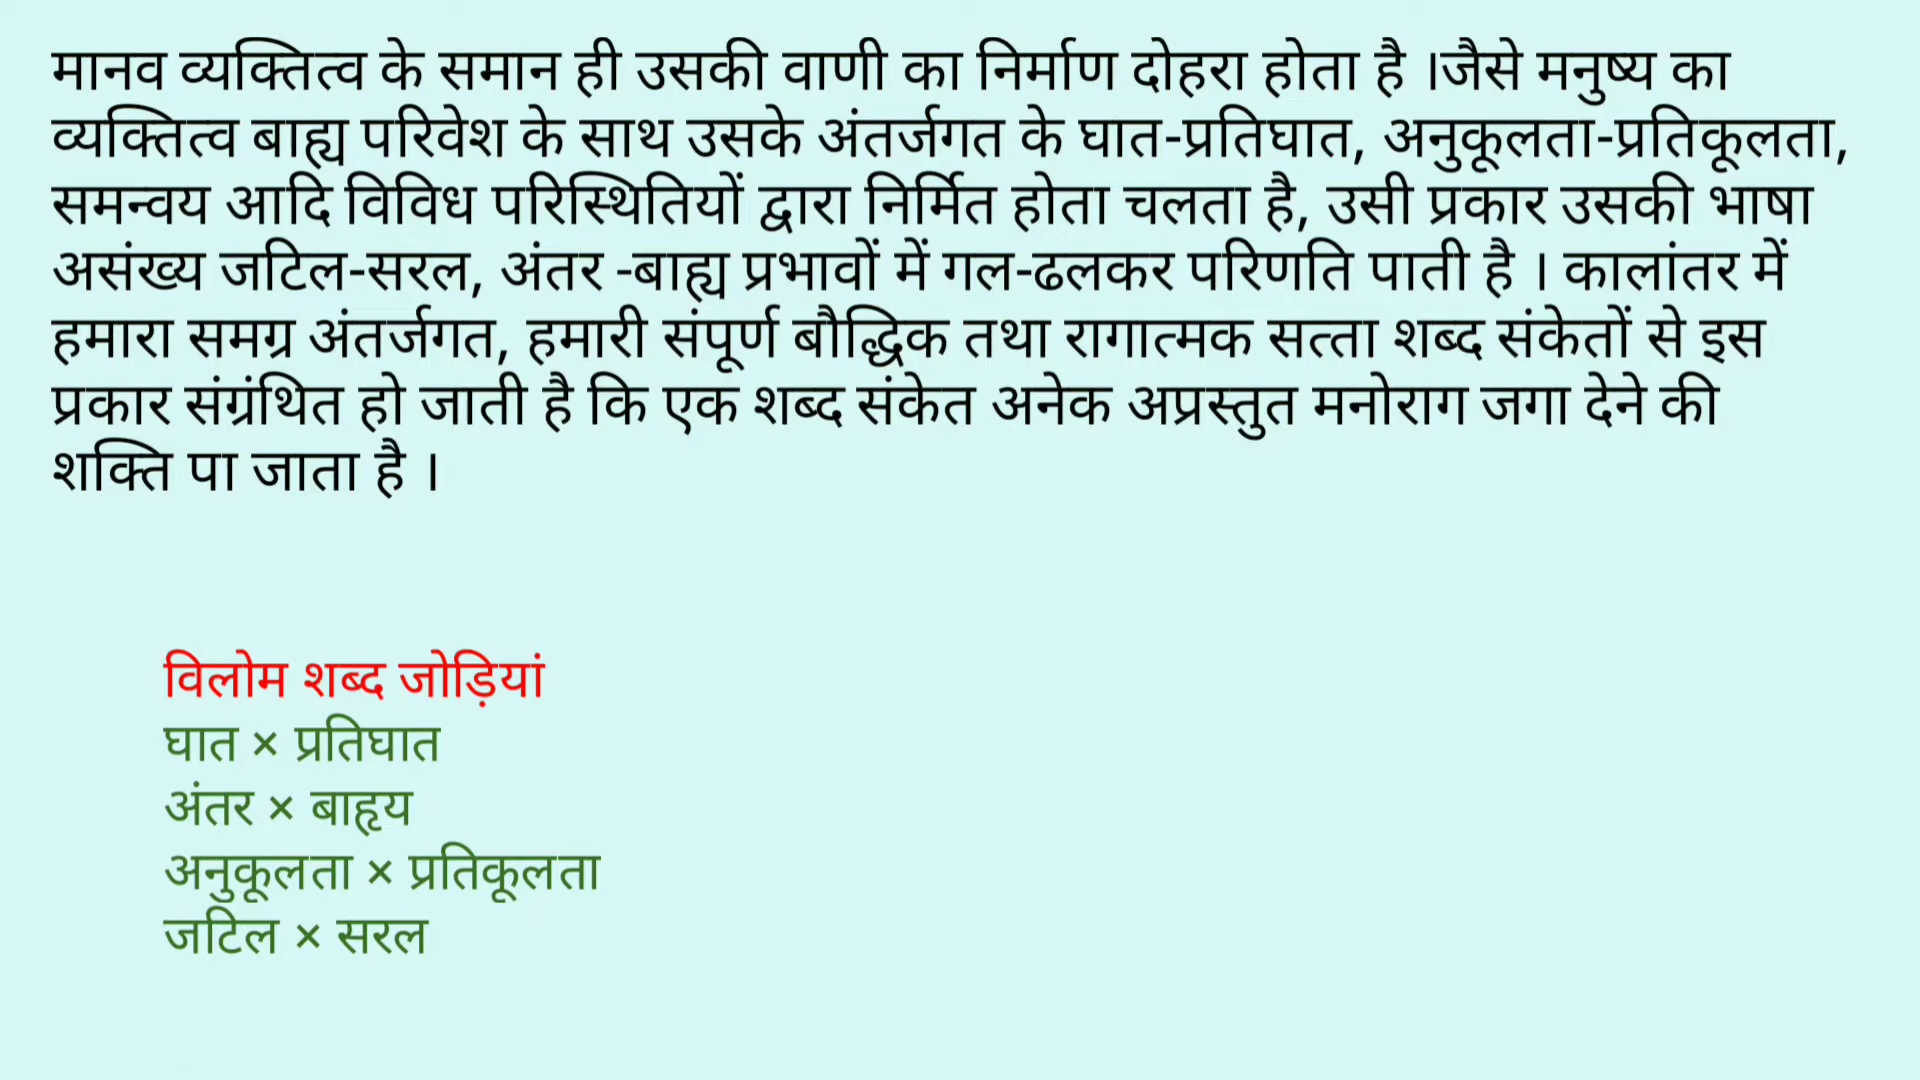 मानव व्यक्तित्व के समान ही उसकी वाणी का निर्माण दोहरा होता है ।जैसे मनुष्य का
व्यक्तित्व बाह्य परिवेश के साथ उसके अंतर्जगत के घात-प्रतिघात, अनुकूलता-प्रतिकूलता,
समन्वय आदि विविध परिस्थितियों द्वारा निर्मित होता चलता है, उसी प्रकार उसकी भाषा
असंख्य जटिल-सरल, अंतर -बाह्य प्रभावों में गल-ढलकर परिणति पाती है । कालांतर में
हमारा समग्र अंतर्जगत, हमारी संपूर्ण बौद्धिक तथा रागात्मक सत्ता शब्द संकेतों से इस
प्रकार संग्रंथित हो जाती है कि एक शब्द संकेत अनेक अप्रस्तुत मनोराग जगा देने की
शक्ति पा जाता है ।
विलोम शब्द जोड़ियां
घात × प्रतिघात
अंतर × बाहृय
अनुकूलता × प्रतिकूलता
जटिल × सरल